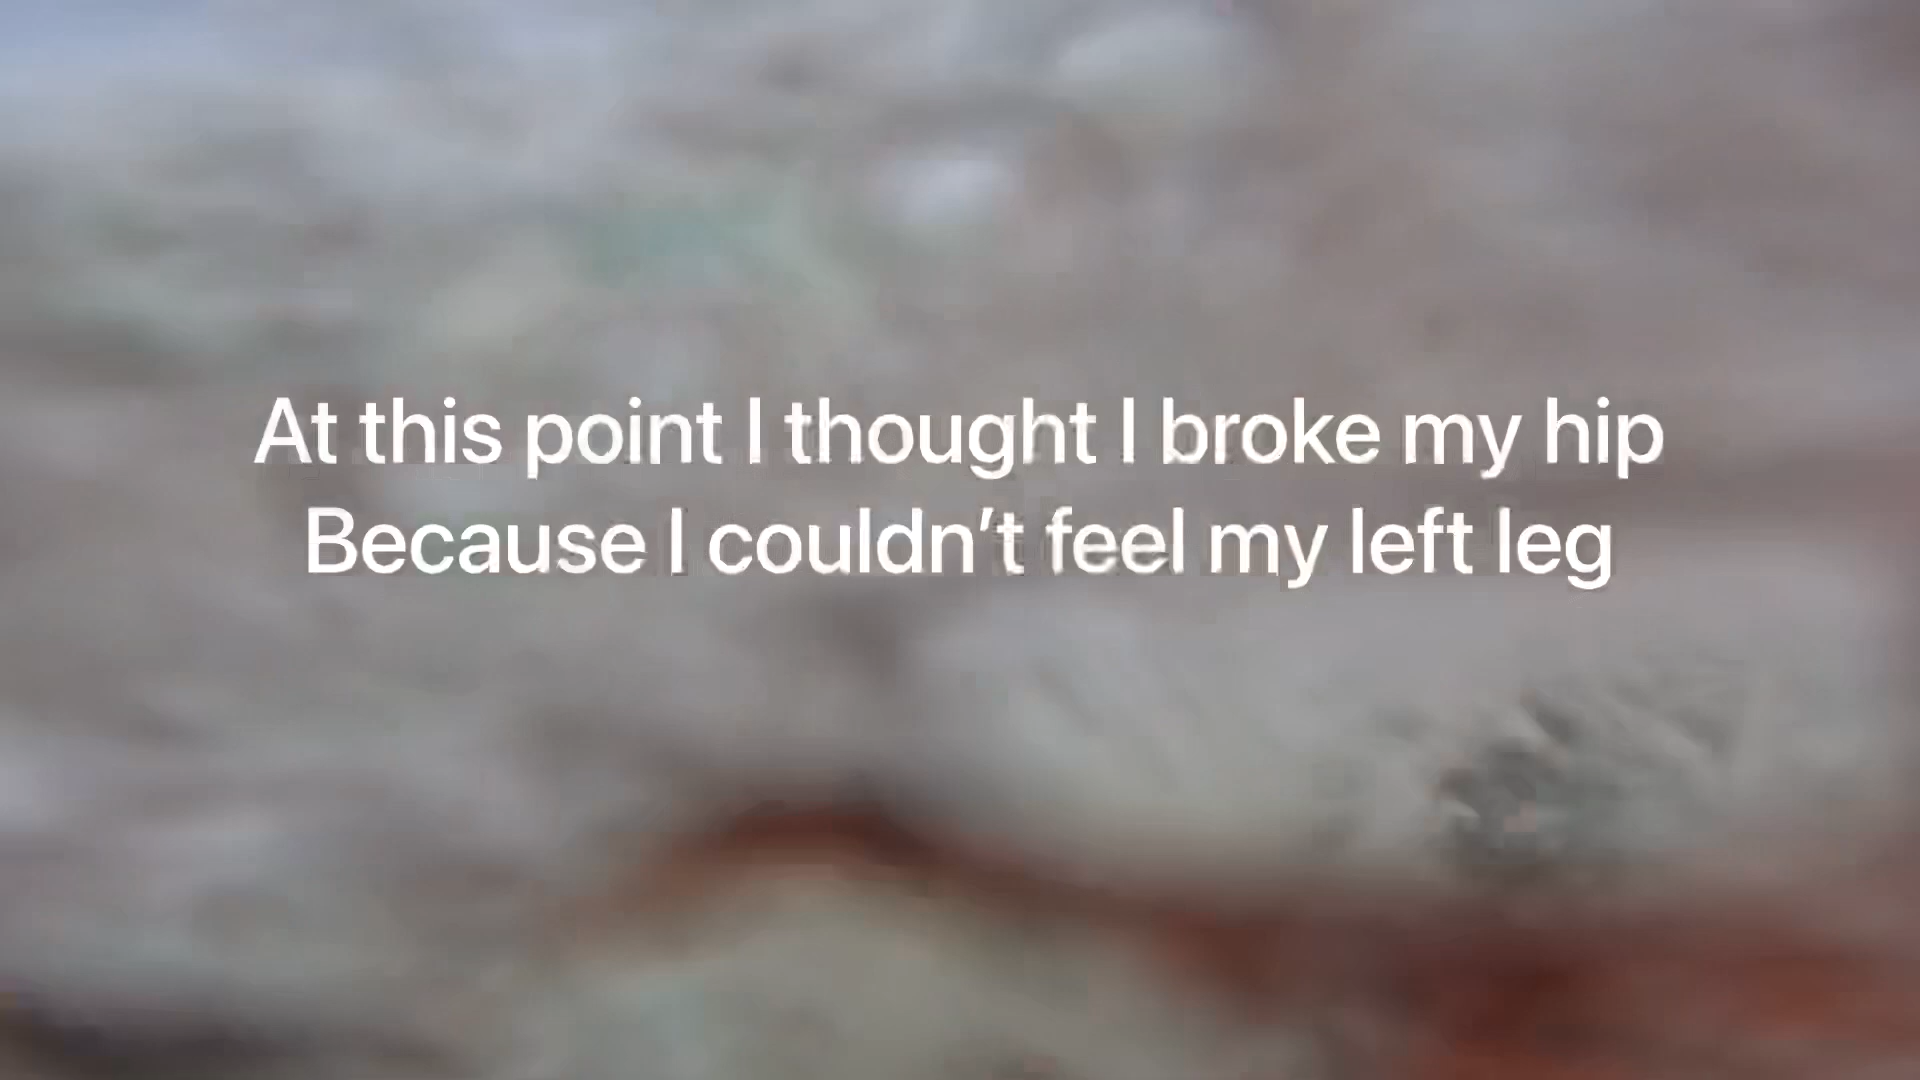 At this point I thought I broke my hip
Because I couldn’t feel my left leg